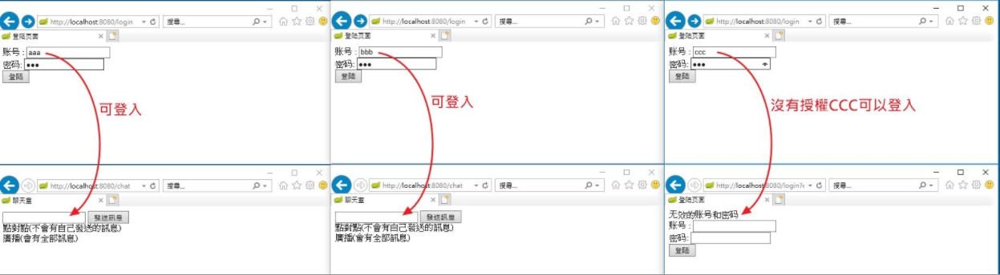 http://localhost:8080/login
搜尋...
登陆页面
账号 : aaa
密码: ●●●
登陆
可登入
http://localhost:8080/chat
搜尋...
聊天室
發送訊息
點對點(不會有自己發送的訊息)
廣播(會有全部訊息)
http://localhost:8080/login
搜尋...
登陆页面
账号 : bbb
密码: ●●●
登陆
可登入
http://localhost:8080/chat
搜尋...
聊天室
發送訊息
點對點(不會有自己發送的訊息)
廣播(會有全部訊息)
http://localhost:8080/login
搜尋...
登陆页面
账号 : ccc
密码: ●●●
登陆
沒有授權CCC可以登入
http://localhost:8080/login?e
搜尋...
登陆页面
无效的账号和密码
账号 :
密码:
登陆